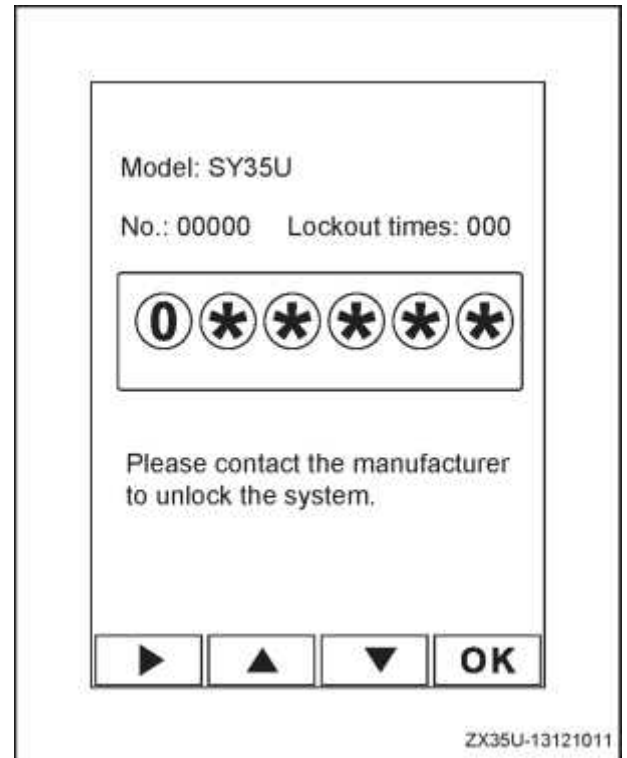 Model: SY35U
No.: 00000 Lockout times: 000
0*****
Please contact the manufacturer
to unlock the system.
▶ ▲ ▼ OK
ZX35U-13121011